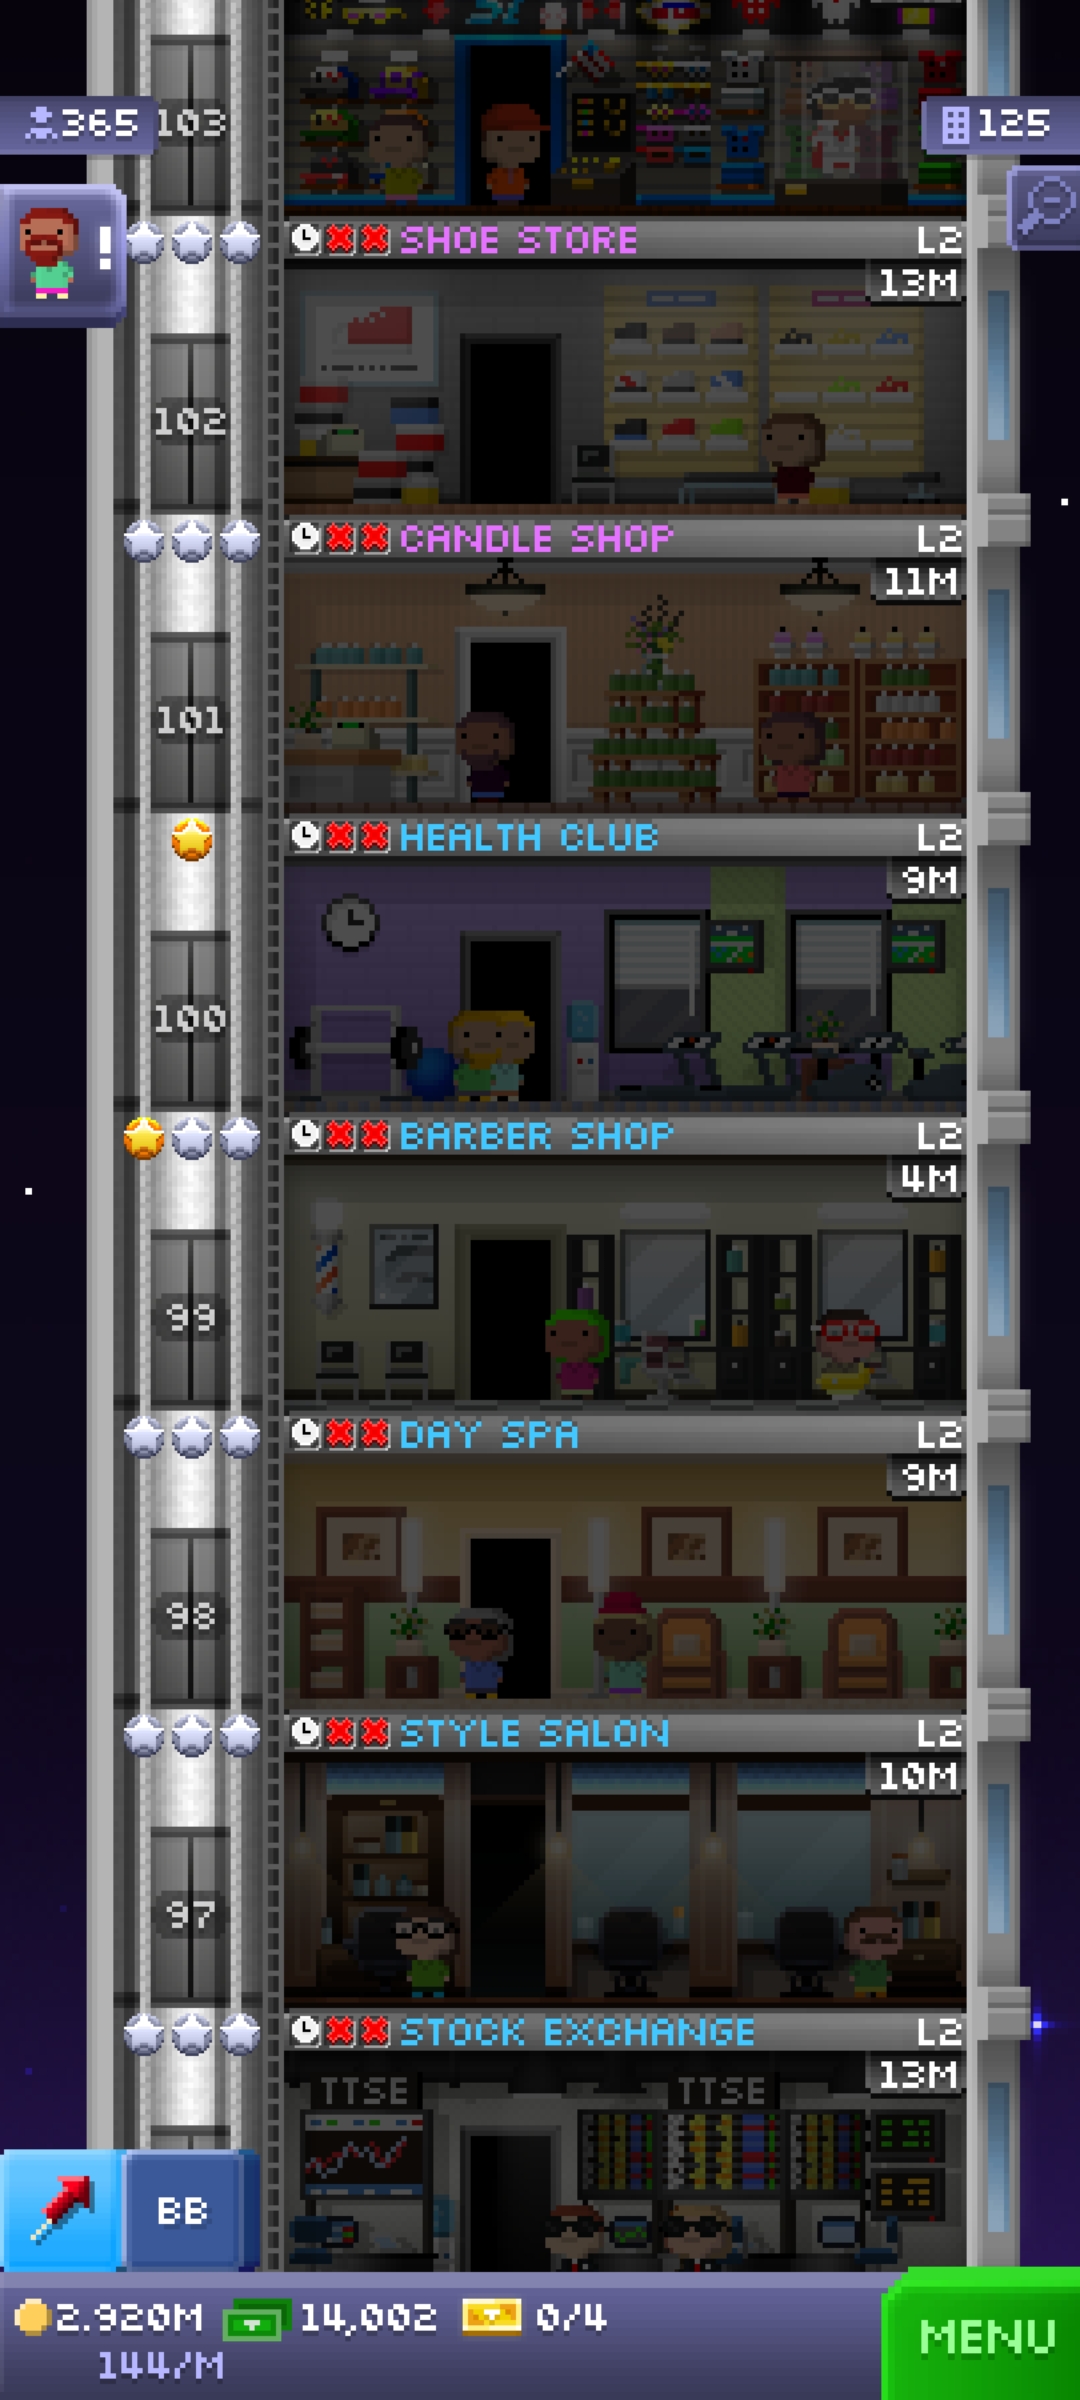 365
103
125
!
SHOE STORE L2
13M
102
CANDLE SHOP L2
11M
101
HEALTH CLUB L2
9M
100
BARBER SHOP L2
4M
99
DAY SPA L2
9M
98
STYLE SALON L2
10M
97
STOCK EXCHANGE L2
13M
TTSE TTSE
BB
2.920M 14,002 0/4
144/M
MENU